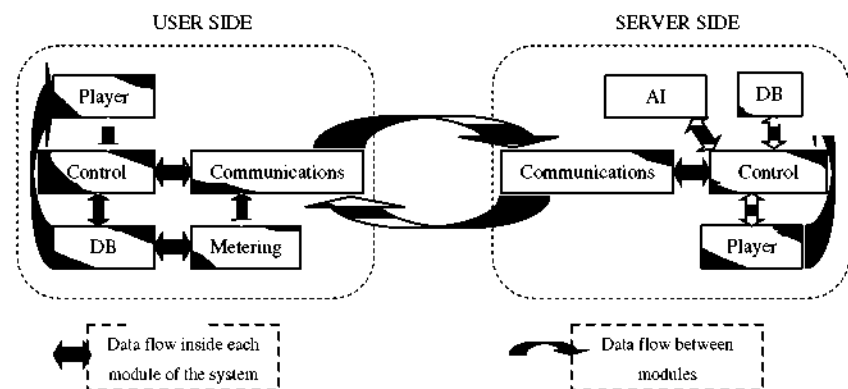 USER SIDE
SERVER SIDE
Player
AI
DB
Control
Communications
Communications
Control
DB
Metering
Player
Data flow inside each
module of the system
Data flow between
modules